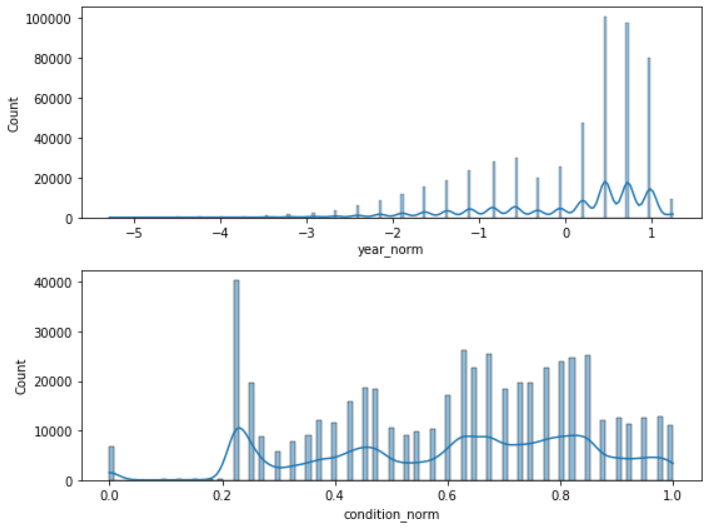 100000
80000
60000
40000
20000
0
Count
−5 −4 −3 −2 −1 0 1
year_norm
40000
30000
20000
10000
0
Count
0.0 0.2 0.4 0.6 0.8 1.0
condition_norm